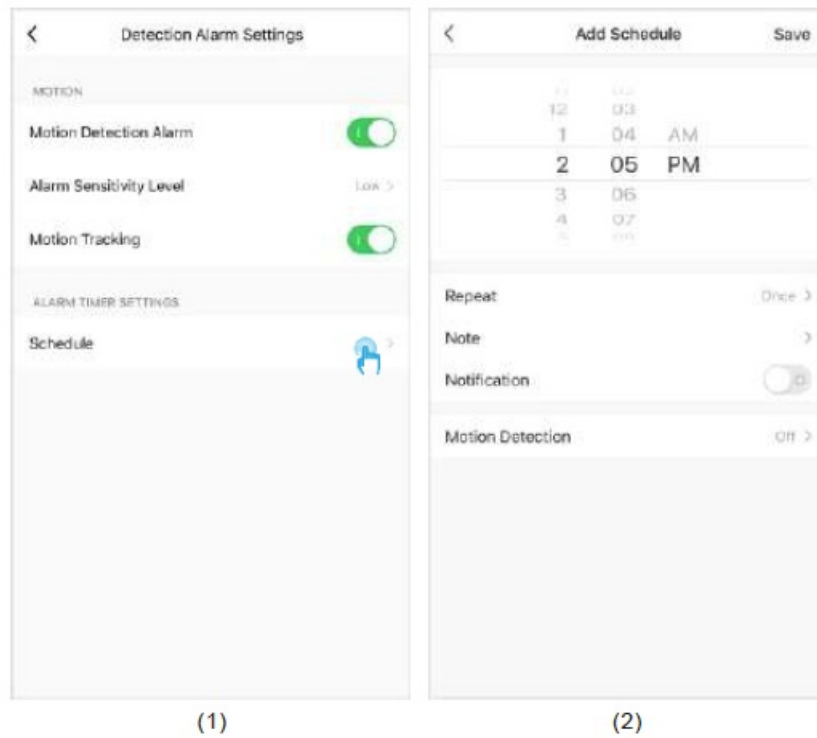 Detection Alarm Settings
MOTION
Motion Detection Alarm
Alarm Sensitivity Level Low >
Motion Tracking
ALARM TIMER SETTINGS
Schedule >
(1)
Add Schedule Save
12 03
1 04 AM
2 05 PM
3 06
4 07
Repeat Once >
Note >
Notification
Motion Detection Off >
(2)